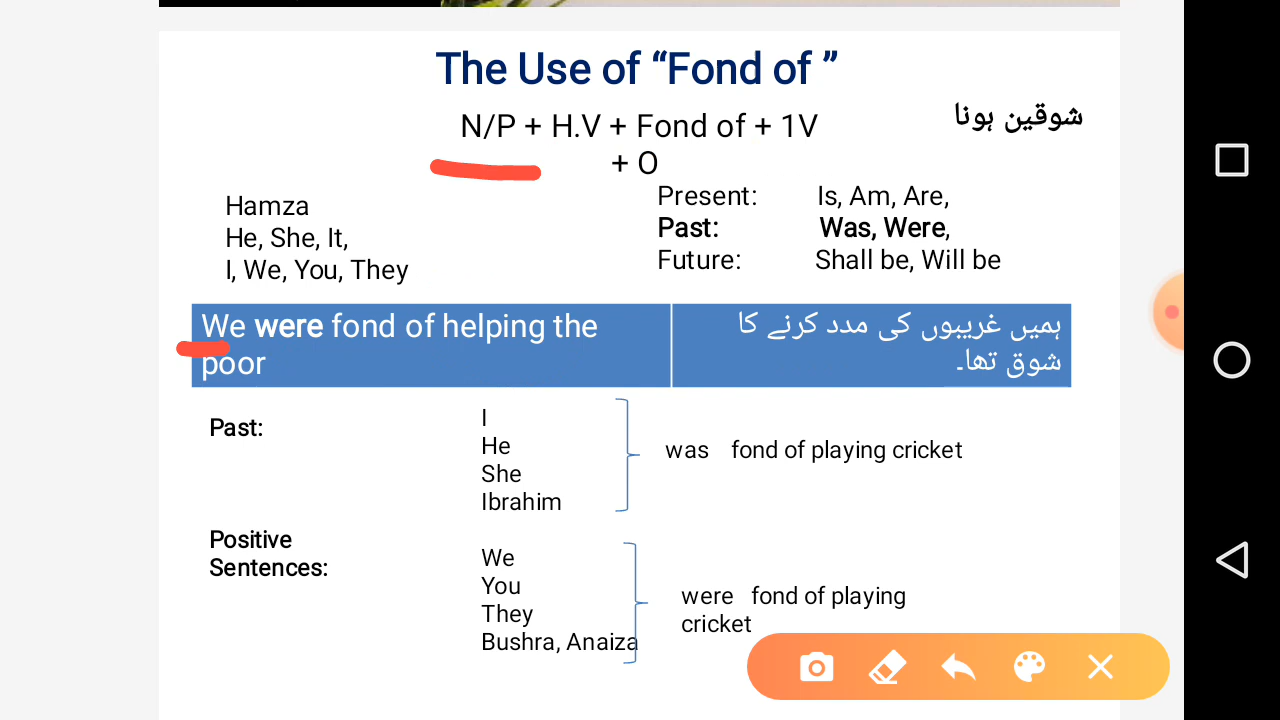 The Use of “Fond of ”
N/P + H.V + Fond of + 1V
+ O
شوقین ہونا
Hamza
He, She, It,
I, We, You, They
Present: Is, Am, Are,
Past: Was, Were,
Future: Shall be, Will be
We were fond of helping the
poor
ہمیں غریبوں کی مدد کرنے کا
شوق تھا۔
Past:
I
He
She
Ibrahim
was fond of playing cricket
Positive
Sentences:
We
You
They
Bushra, Anaiza
were fond of playing
cricket